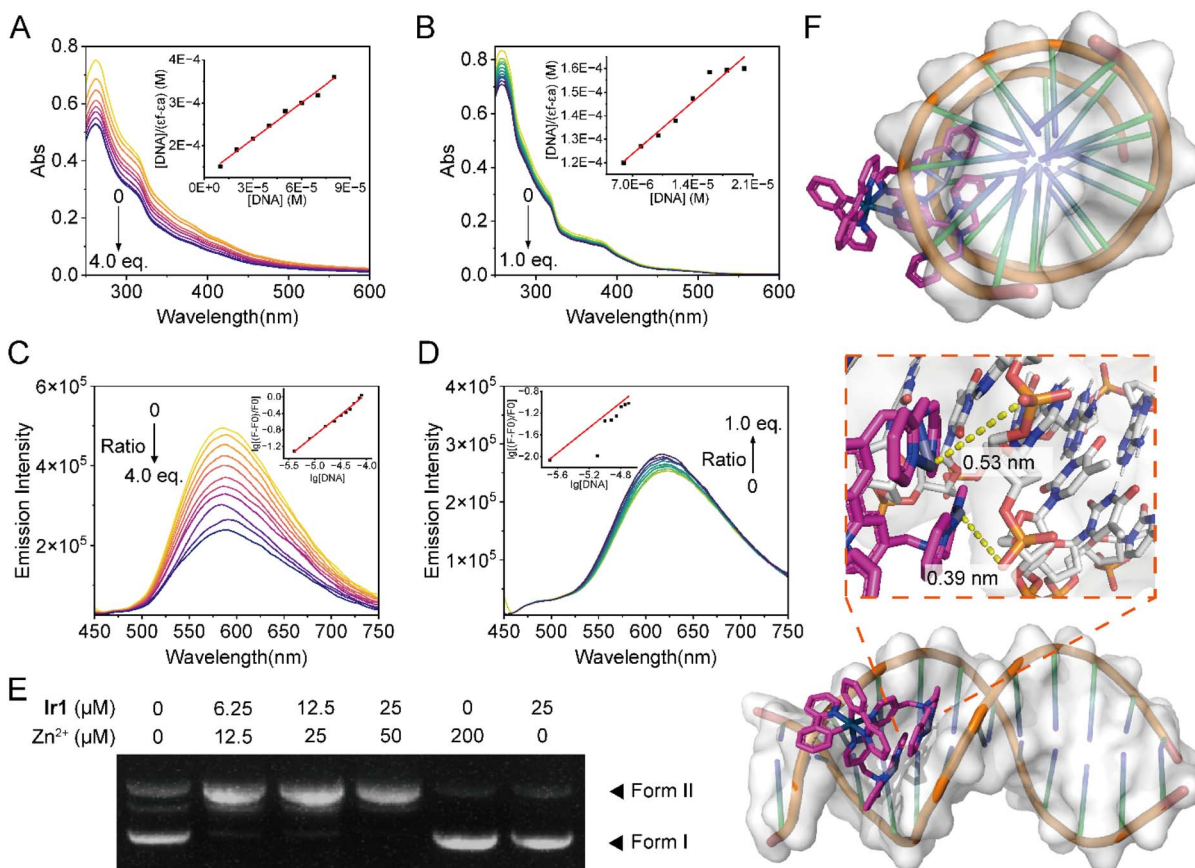 A
Abs
0.8
0.6
0.4
0.2
0.0
300 350 400 450 500 550 600
Wavelength(nm)
0
4.0 eq.
[DNA]/(εf-εa) (M)
4E−4
3E−4
2E−4
0E+0 3E-5 6E-5 9E-5
[DNA] (M)
B
Abs
0.8
0.6
0.4
0.2
0.0
300 350 400 450 500 550 600
Wavelength(nm)
0
1.0 eq.
[DNA]/(εf-εa) (M)
1.6E−4
1.4E−4
1.2E−4
7.0E−6 1.4E−5 2.1E−5
[DNA] (M)
C
Emission Intensity
6×10⁵
4×10⁵
2×10⁵
450 500 550 600 650 700 750
Wavelength(nm)
0
Ratio
4.0 eq.
lg[(F-F0)/F0]
0.0
−0.4
−0.8
−1.2
−5.5 −5.0 −4.5 −4.0
lg[DNA]
D
Emission Intensity
4×10⁵
3×10⁵
2×10⁵
1×10⁵
450 500 550 600 650 700 750
Wavelength(nm)
1.0 eq.
Ratio
0
lg[(F-F0)/F0]
−0.8
−1.2
−1.6
−2.0
−5.6 −5.2 −4.8
lg[DNA]
E
Ir1 (µM) 0 6.25 12.5 25 0 25
Zn²⁺(µM) 0 12.5 25 50 200 0
Form II
Form I
F
0.53 nm
0.39 nm